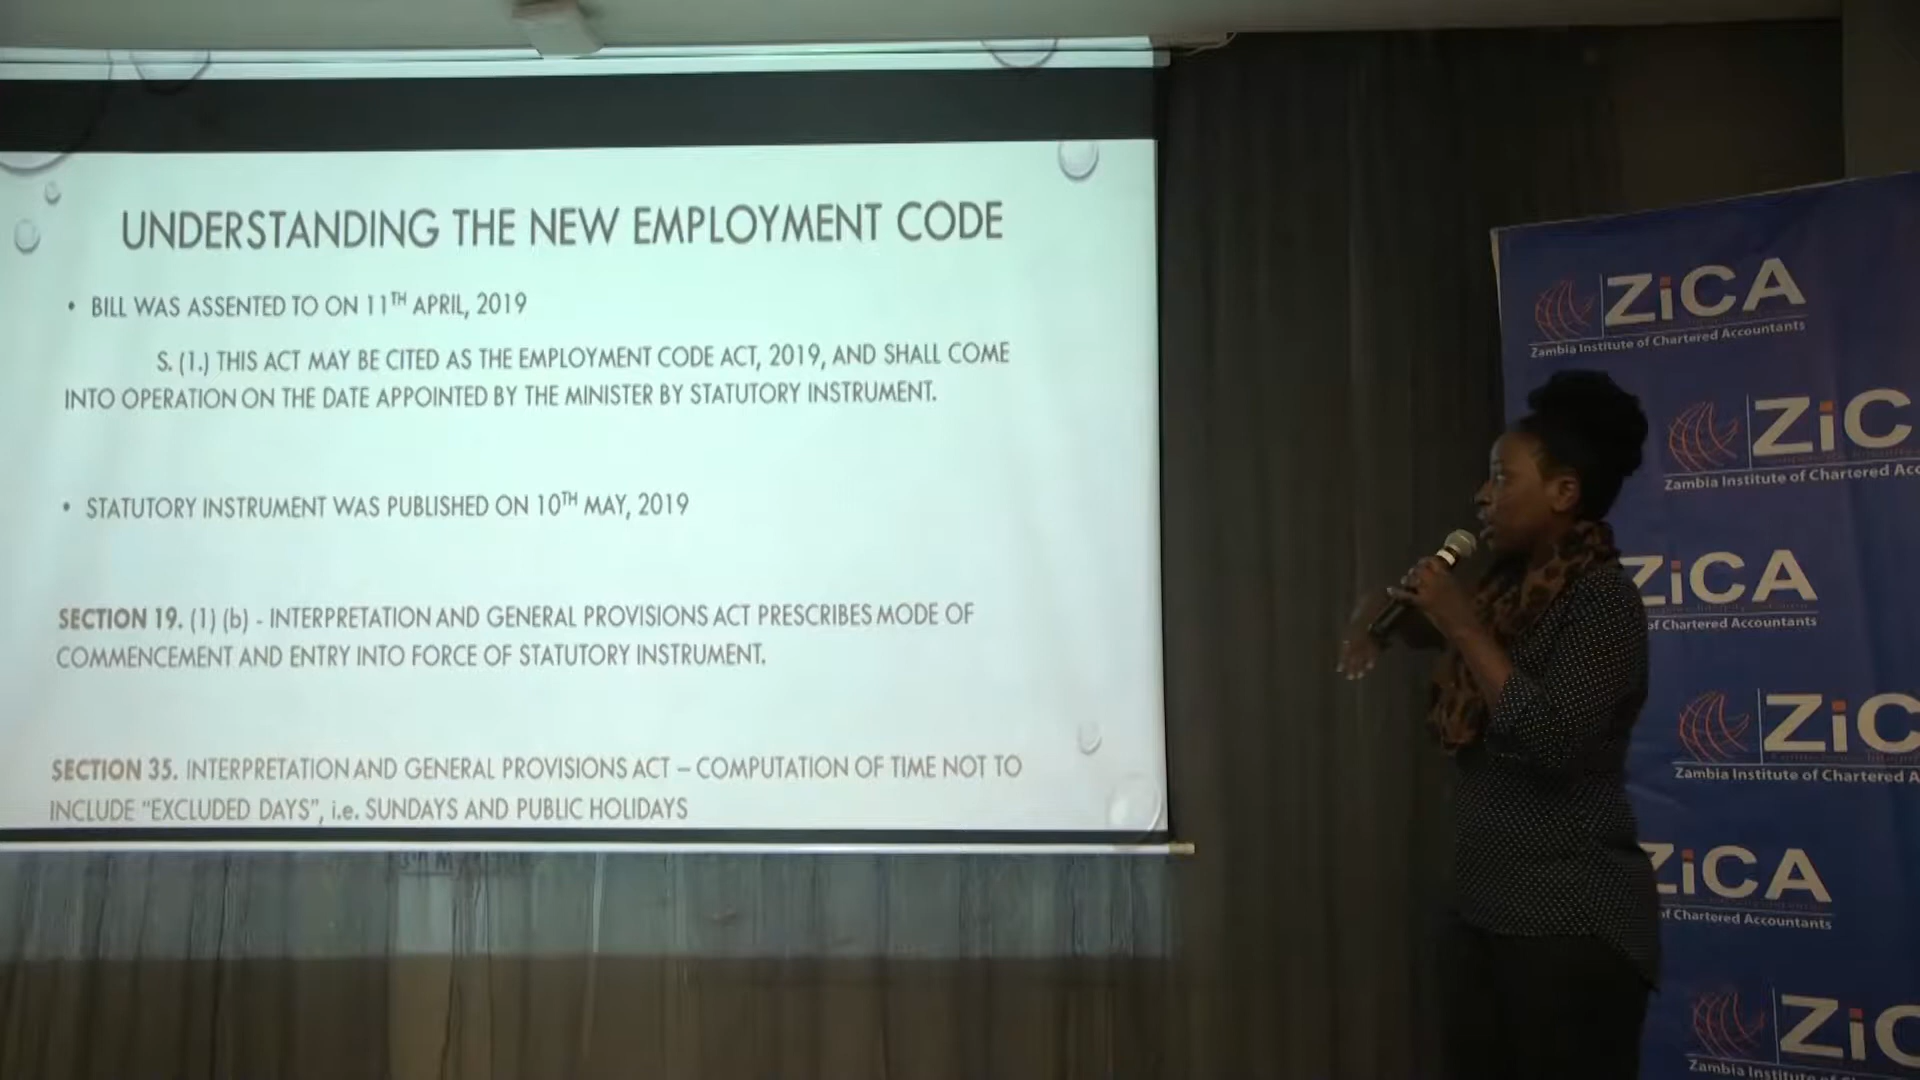 UNDERSTANDING THE NEW EMPLOYMENT CODE
• BILL WAS ASSENTED TO ON 11TH APRIL, 2019
S. (1.) THIS ACT MAY BE CITED AS THE EMPLOYMENT CODE ACT, 2019, AND SHALL COME
INTO OPERATION ON THE DATE APPOINTED BY THE MINISTER BY STATUTORY INSTRUMENT.
• STATUTORY INSTRUMENT WAS PUBLISHED ON 10TH MAY, 2019
SECTION 19. (1) (b) - INTERPRETATION AND GENERAL PROVISIONS ACT PRESCRIBES MODE OF
COMMENCEMENT AND ENTRY INTO FORCE OF STATUTORY INSTRUMENT.
SECTION 35. INTERPRETATION AND GENERAL PROVISIONS ACT – COMPUTATION OF TIME NOT TO
INCLUDE “EXCLUDED DAYS”, i.e. SUNDAYS AND PUBLIC HOLIDAYS
ZiCA
Zambia Institute of Chartered Accountants
ZiC
Zambia Institute of Chartered Acc
ZiCA
of Chartered Accountants
ZiC
Zambia Institute of Chartered A
ZiCA
of Chartered Accountants
ZiC
Zambia Institute of Charter